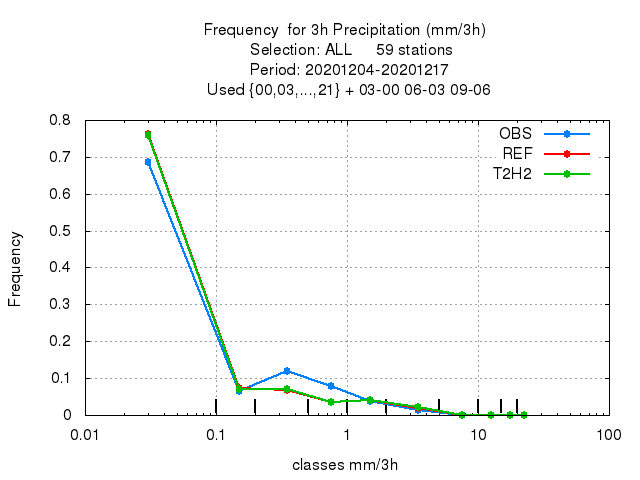 Frequency  for 3h Precipitation (mm/3h)
Selection: ALL     59 stations
Period: 20201204-20201217
Used {00,03,...,21} + 03-00 06-03 09-06
OBS
REF
T2H2
Frequency
0.8
0.7
0.6
0.5
0.4
0.3
0.2
0.1
0
0.01
0.1
1
10
100
classes mm/3h